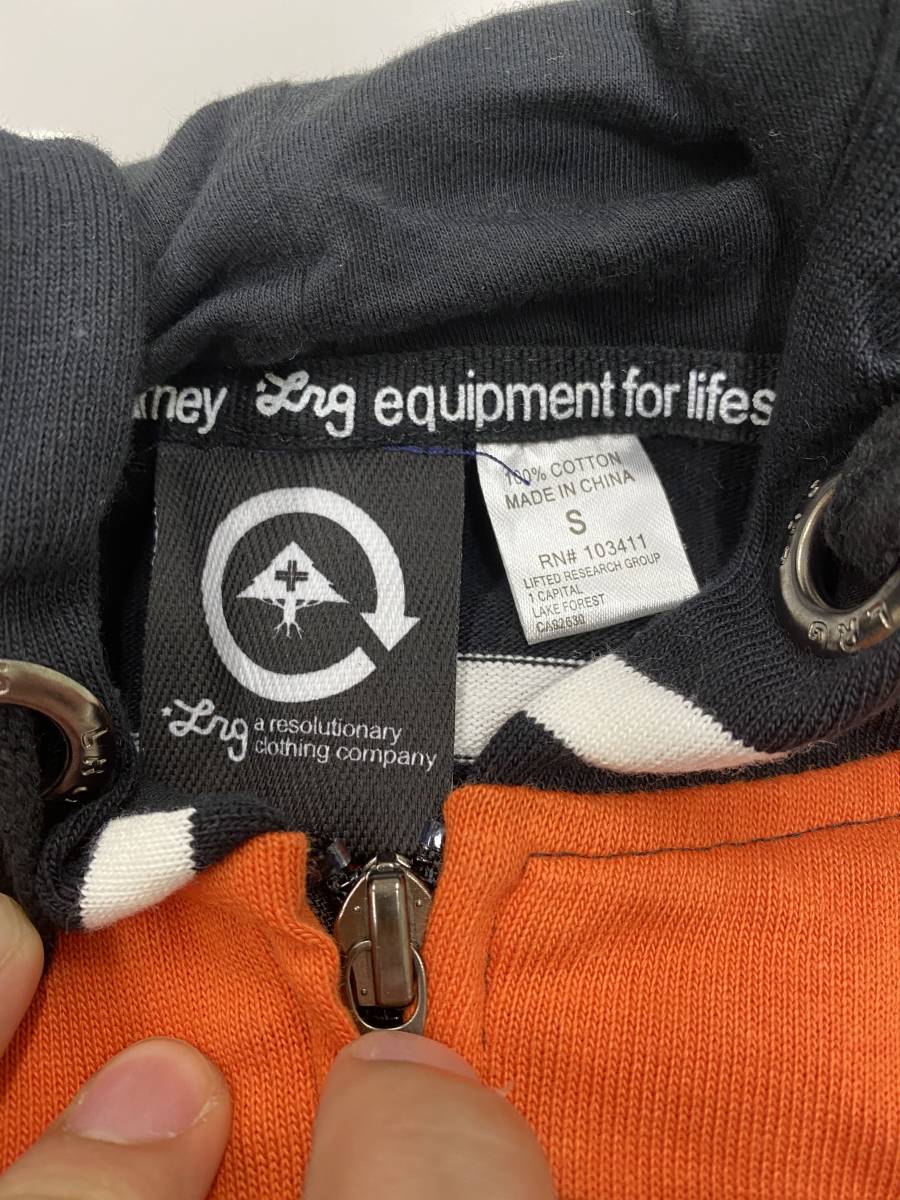 Lrg equipment for lifes
100% COTTON
MADE IN CHINA
S
RN# 103411
LIFTED RESEARCH GROUP
1 CAPITAL
LAKE FOREST
CA92630
Lrg a resolutionary
clothing company
LRG